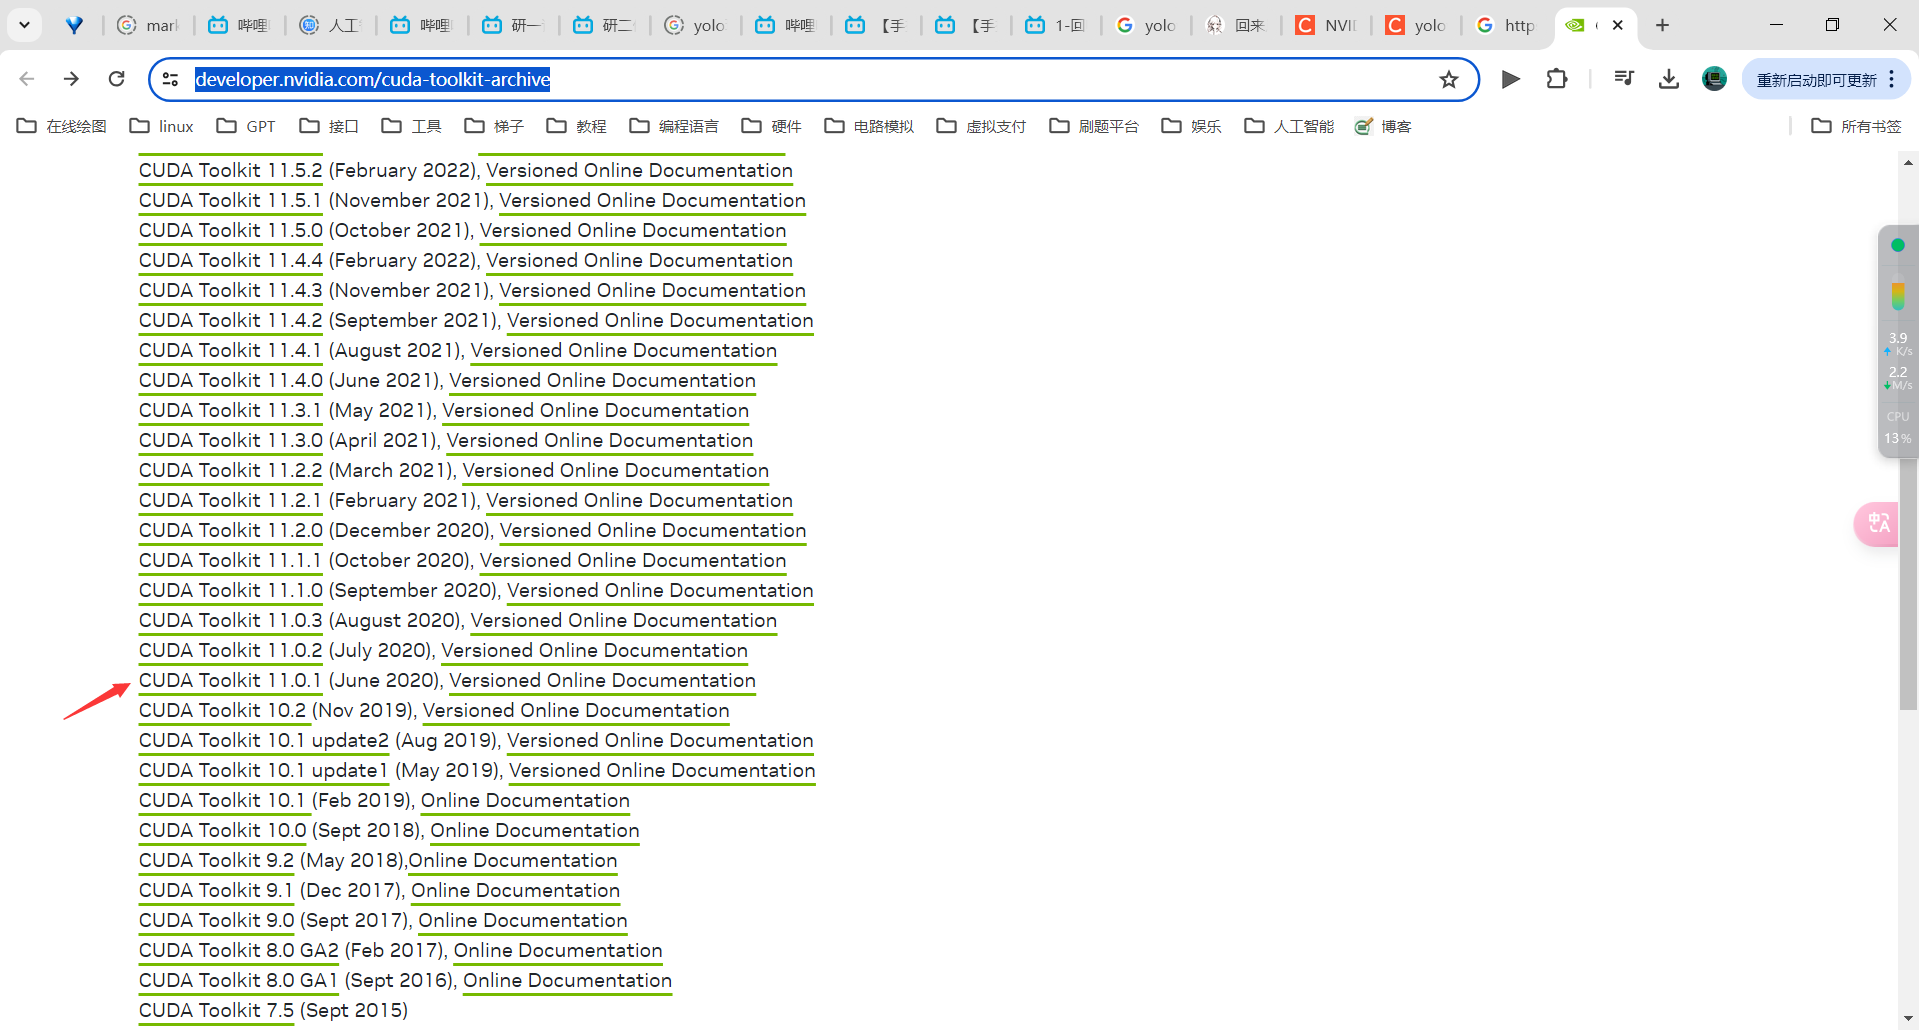 mark 哔哩 人工 哔哩 研一 研二 yolo 哔哩 【手 【手 1-回 yolo 回来 NVII yolo http
developer.nvidia.com/cuda-toolkit-archive 重新启动即可更新
在线绘图 linux GPT 接口 工具 梯子 教程 编程语言 硬件 电路模拟 虚拟支付 刷题平台 娱乐 人工智能 博客 所有书签
CUDA Toolkit 11.5.2 (February 2022), Versioned Online Documentation
CUDA Toolkit 11.5.1 (November 2021), Versioned Online Documentation
CUDA Toolkit 11.5.0 (October 2021), Versioned Online Documentation
CUDA Toolkit 11.4.4 (February 2022), Versioned Online Documentation
CUDA Toolkit 11.4.3 (November 2021), Versioned Online Documentation
CUDA Toolkit 11.4.2 (September 2021), Versioned Online Documentation
CUDA Toolkit 11.4.1 (August 2021), Versioned Online Documentation
CUDA Toolkit 11.4.0 (June 2021), Versioned Online Documentation
CUDA Toolkit 11.3.1 (May 2021), Versioned Online Documentation
CUDA Toolkit 11.3.0 (April 2021), Versioned Online Documentation
CUDA Toolkit 11.2.2 (March 2021), Versioned Online Documentation
CUDA Toolkit 11.2.1 (February 2021), Versioned Online Documentation
CUDA Toolkit 11.2.0 (December 2020), Versioned Online Documentation
CUDA Toolkit 11.1.1 (October 2020), Versioned Online Documentation
CUDA Toolkit 11.1.0 (September 2020), Versioned Online Documentation
CUDA Toolkit 11.0.3 (August 2020), Versioned Online Documentation
CUDA Toolkit 11.0.2 (July 2020), Versioned Online Documentation
CUDA Toolkit 11.0.1 (June 2020), Versioned Online Documentation
CUDA Toolkit 10.2 (Nov 2019), Versioned Online Documentation
CUDA Toolkit 10.1 update2 (Aug 2019), Versioned Online Documentation
CUDA Toolkit 10.1 update1 (May 2019), Versioned Online Documentation
CUDA Toolkit 10.1 (Feb 2019), Online Documentation
CUDA Toolkit 10.0 (Sept 2018), Online Documentation
CUDA Toolkit 9.2 (May 2018),Online Documentation
CUDA Toolkit 9.1 (Dec 2017), Online Documentation
CUDA Toolkit 9.0 (Sept 2017), Online Documentation
CUDA Toolkit 8.0 GA2 (Feb 2017), Online Documentation
CUDA Toolkit 8.0 GA1 (Sept 2016), Online Documentation
CUDA Toolkit 7.5 (Sept 2015)
3.9
K/s
2.2
M/s
CPU
13%
中A